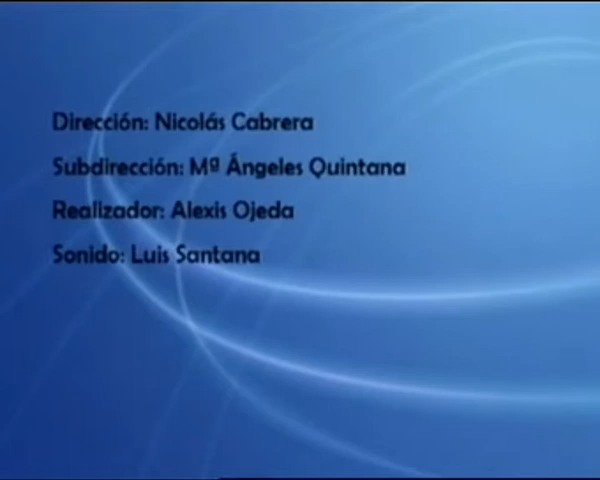 Dirección: Nicolás Cabrera
Subdirección: Mª Ángeles Quintana
Realizador: Alexis Ojeda
Sonido: Luis Santana